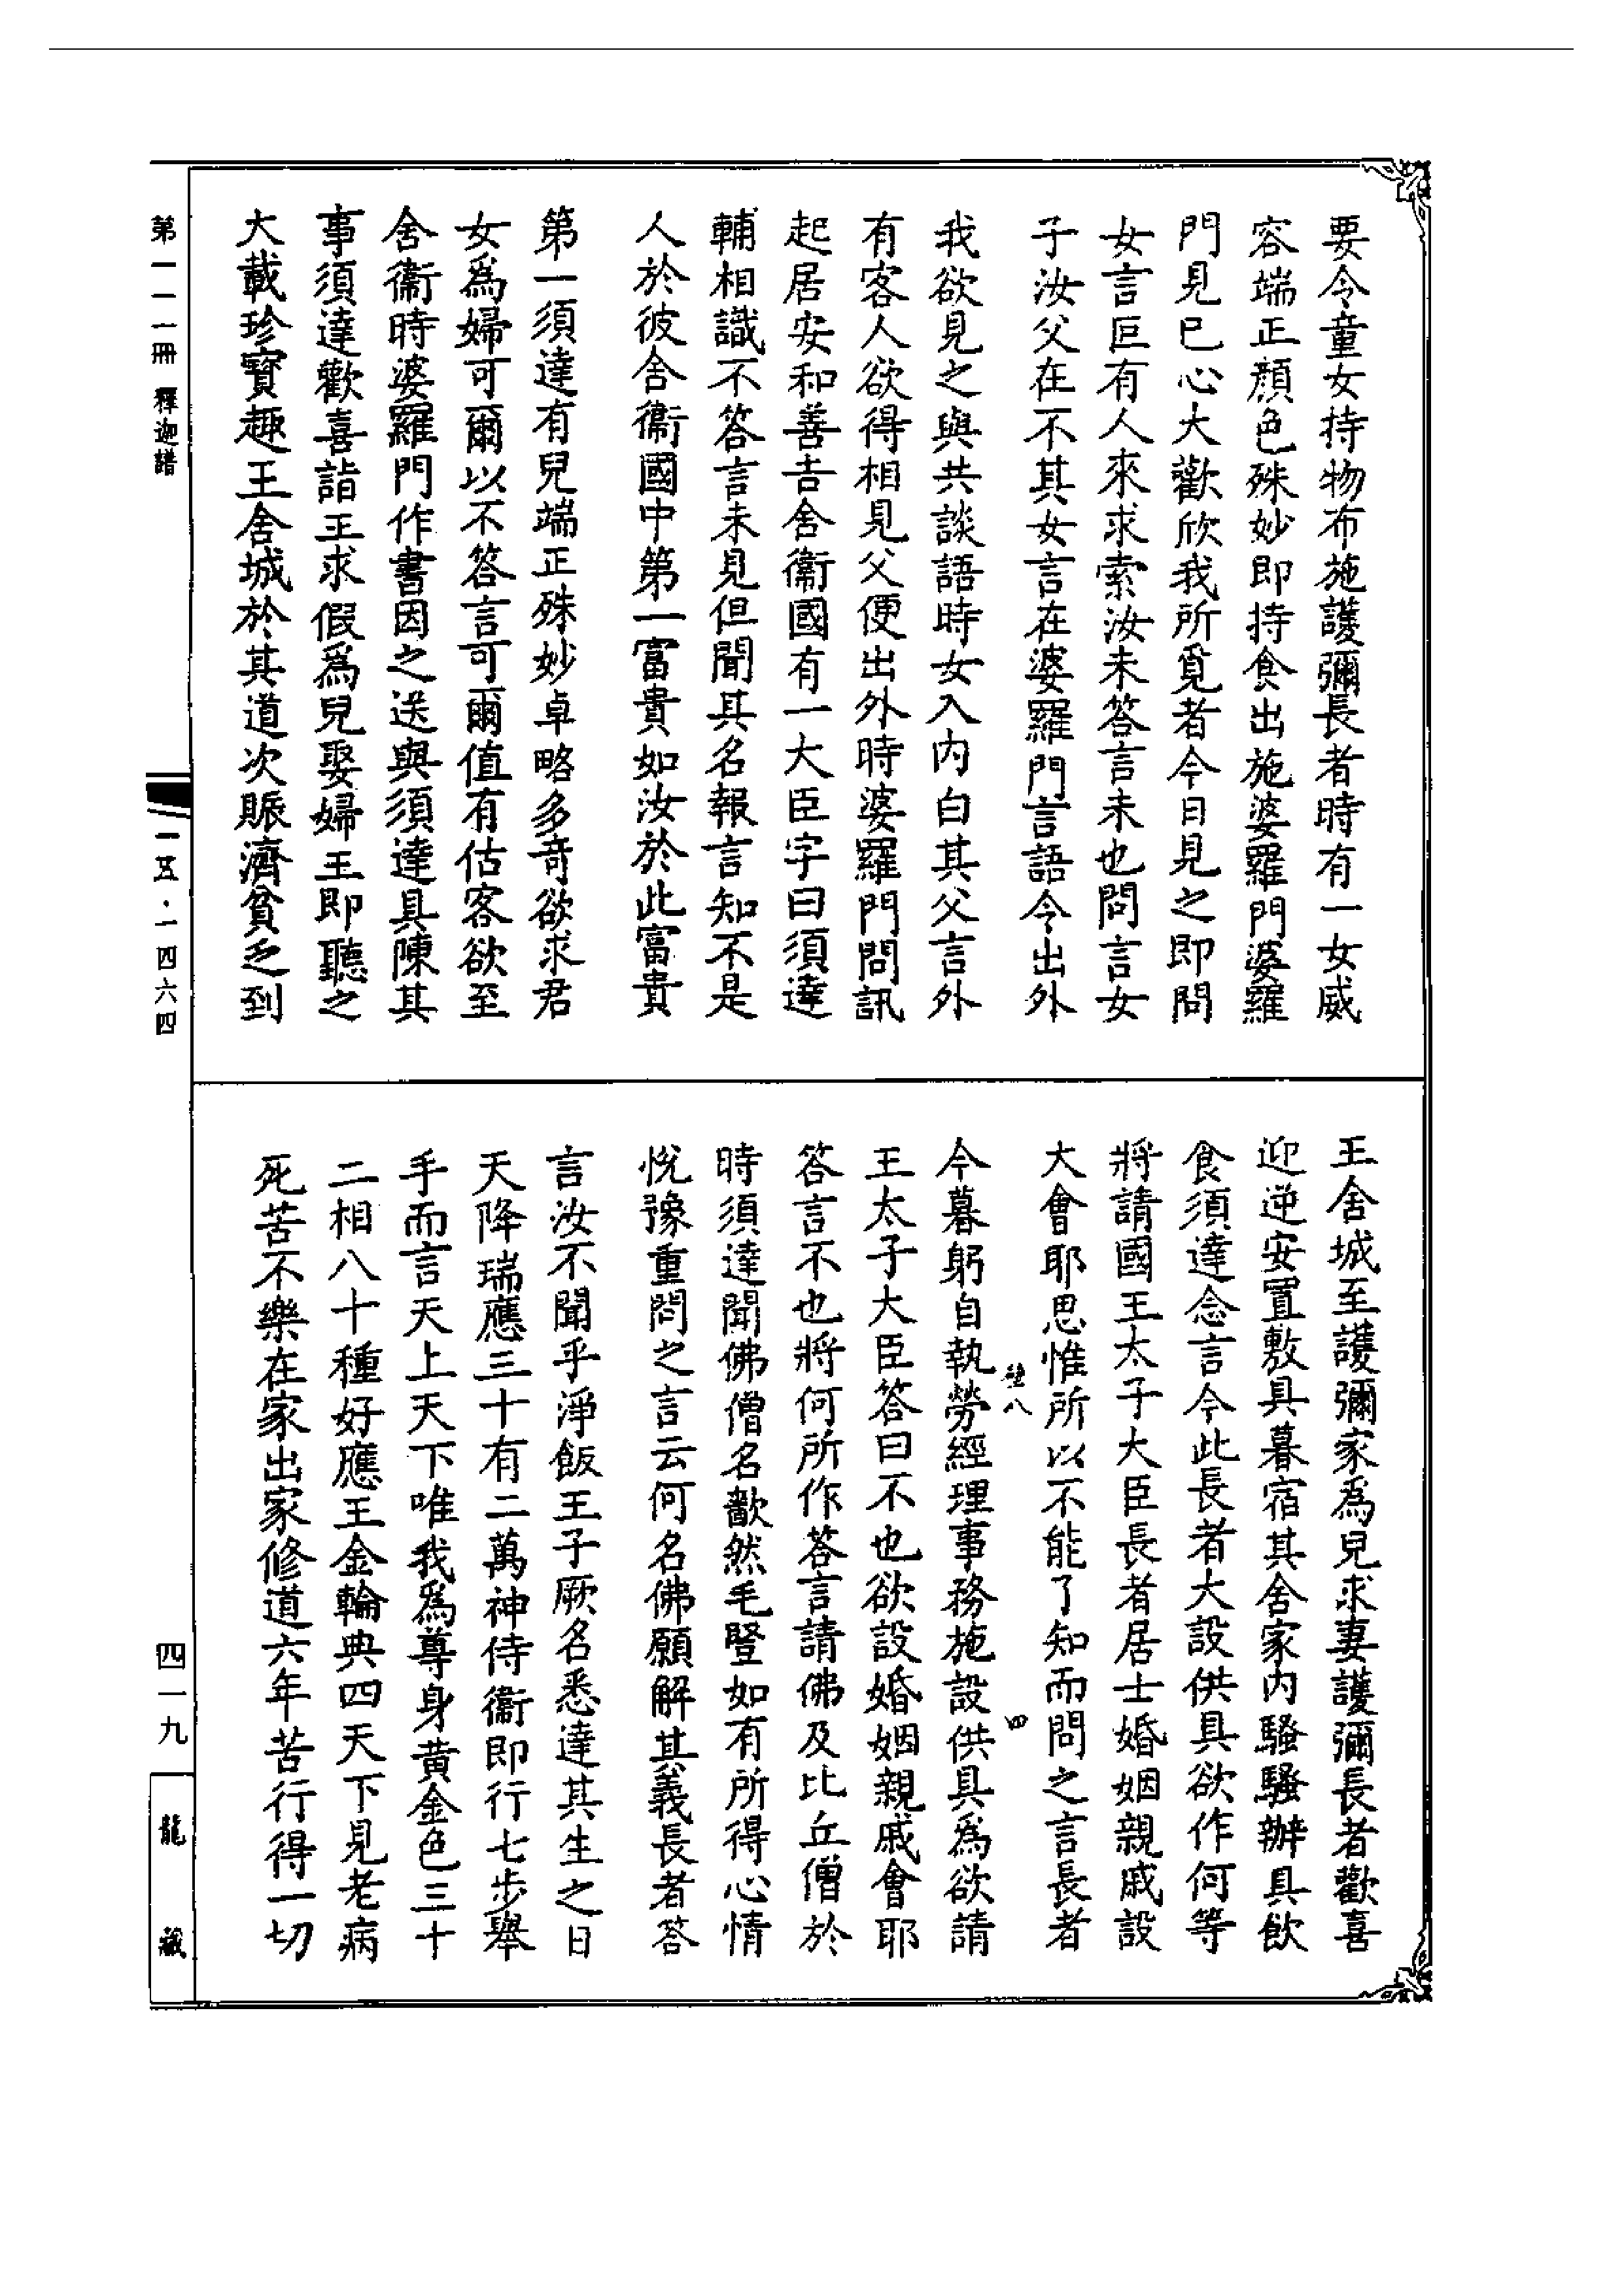 要令童女持物布施護彌長者時有一女威
容端正顏色殊妙即持食出施婆羅門婆羅
門見已心大歡欣我所覓者今日見之即問
女言叵有人來求索汝未答言未也問言女
子汝父在不其女言在婆羅門言語令出外
我欲見之與共談語時女入內白其父言外
有客人欲得相見父便出外時婆羅門問訊
起居安和善吉舍衞國有一大臣字曰須達
輔相識不答言未見但聞其名報言知不是
人於彼舍衞國中第一富貴如汝於此富貴
第一須達有兒端正殊妙卓略多奇欲求君
女爲婦可爾以不答言可爾值有估客欲至
舍衞時婆羅門作書因之送與須達具陳其
事須達歡喜詣王求假爲兒娶婦王即聽之
大載珍寶趣王舍城於其道次賑濟貧乏到
王舍城至護彌家爲兒求妻護彌長者歡喜
迎逆安置敷具暮宿其舍家內騷騷辦具飲
食須達念言今此長者大設供具欲作何等
將請國王太子大臣長者居士婚姻親戚設
大會耶思惟所以不能了知而問之言長者
今暮躬自執勞經理事務施設供具爲欲請
王太子大臣答曰不也欲設婚姻親戚會耶
答言不也將何所作荅言請佛及比丘僧於
時須達聞佛僧名歙然毛豎如有所得心情
悅豫重問之言云何名佛願解其義長者答
言汝不聞乎淨飯王子厥名悉達其生之日
天降瑞應三十有二萬神侍衞即行七步舉
手而言天上天下唯我爲尊身黃金色三十
二相八十種好應王金輪典四天下見老病
死苦不樂在家出家修道六年苦行得一切
八
四
第一一一冊 釋迦譜
一五·一四六四
四一九
龍藏